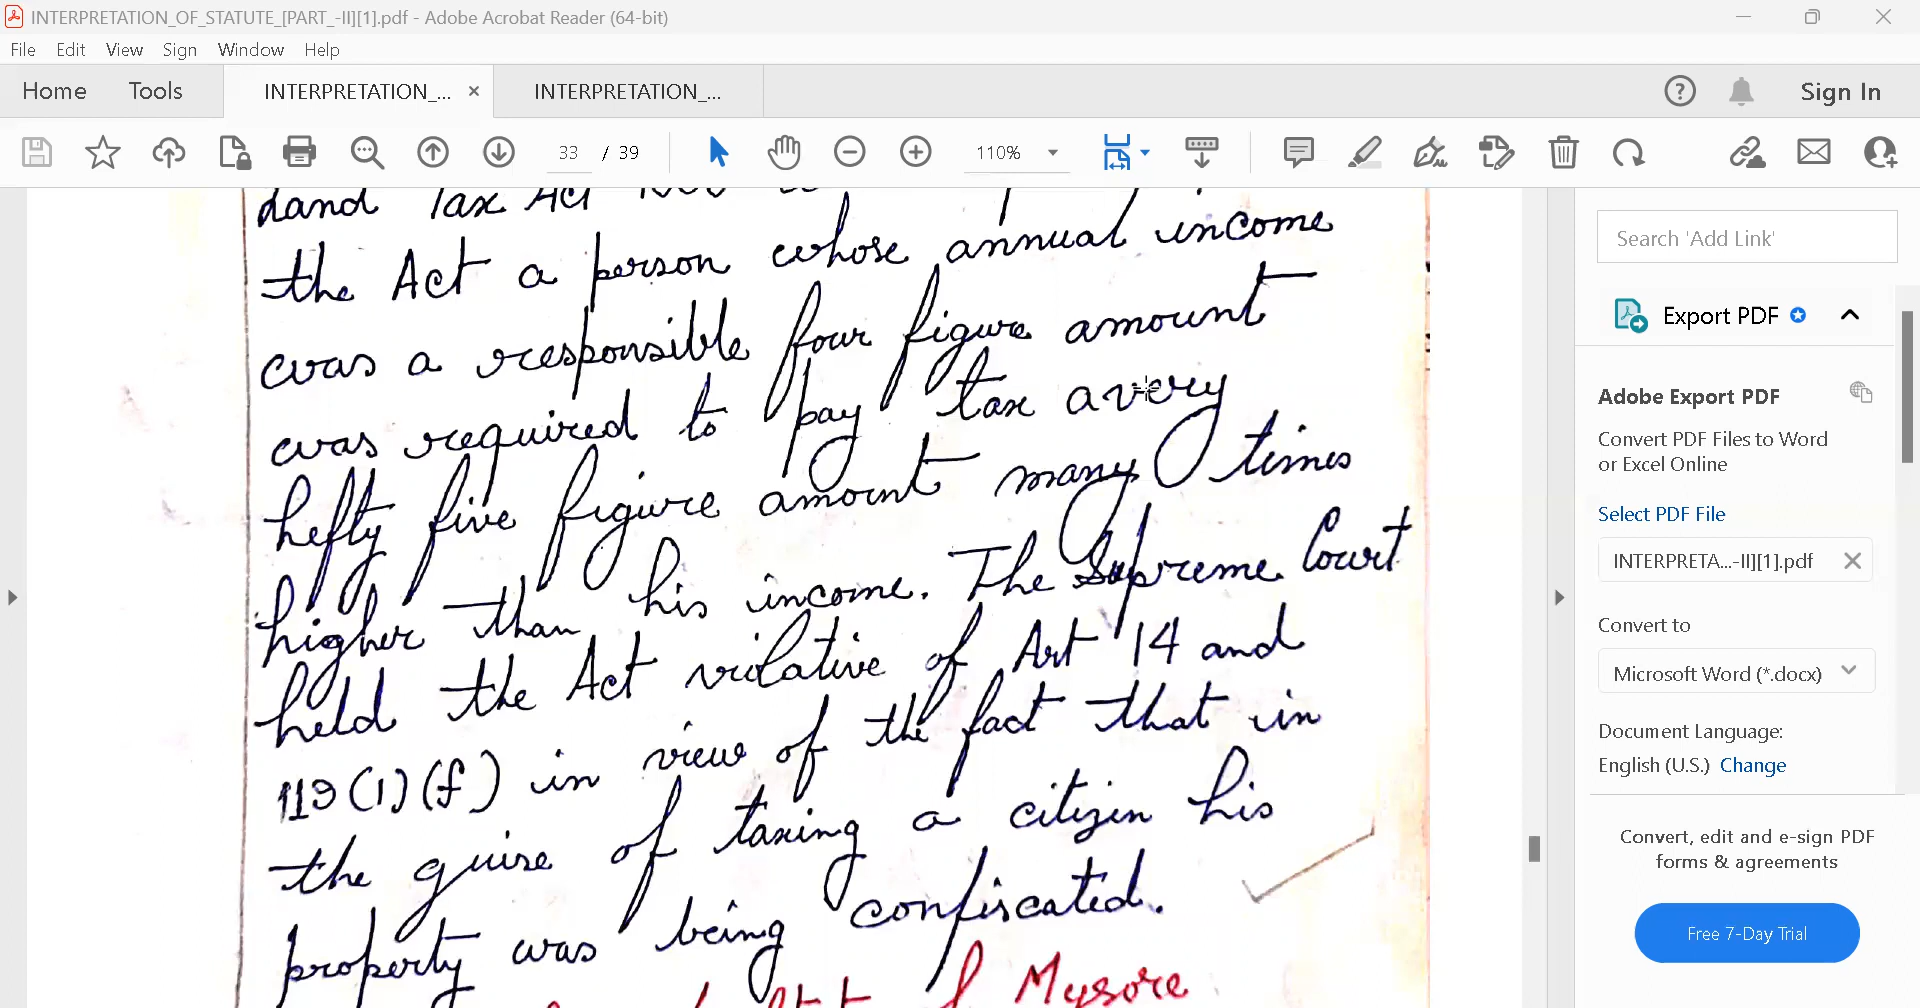 INTERPRETATION_OF_STATUTE_[PART_-II][1].pdf - Adobe Acrobat Reader (64-bit)
File Edit View Sign Window Help
Home Tools INTERPRETATION_... × INTERPRETATION_... Sign In
33 / 39 110%
Land Tax Act
the Act a person whose annual income
was a responsible four figure amount
was required to pay tax a very
hefty five figure amount many times
higher than his income. The Supreme Court
held the Act violative of Art 14 and
119(1)(f) in view of the fact that in
the guise of taxing a citizen his
property was being confiscated.
of Mysore
Search 'Add Link'
Export PDF
Adobe Export PDF
Convert PDF Files to Word
or Excel Online
Select PDF File
INTERPRETA...-II][1].pdf
Convert to
Microsoft Word (*.docx)
Document Language:
English (U.S.) Change
Convert, edit and e-sign PDF
forms & agreements
Free 7-Day Trial